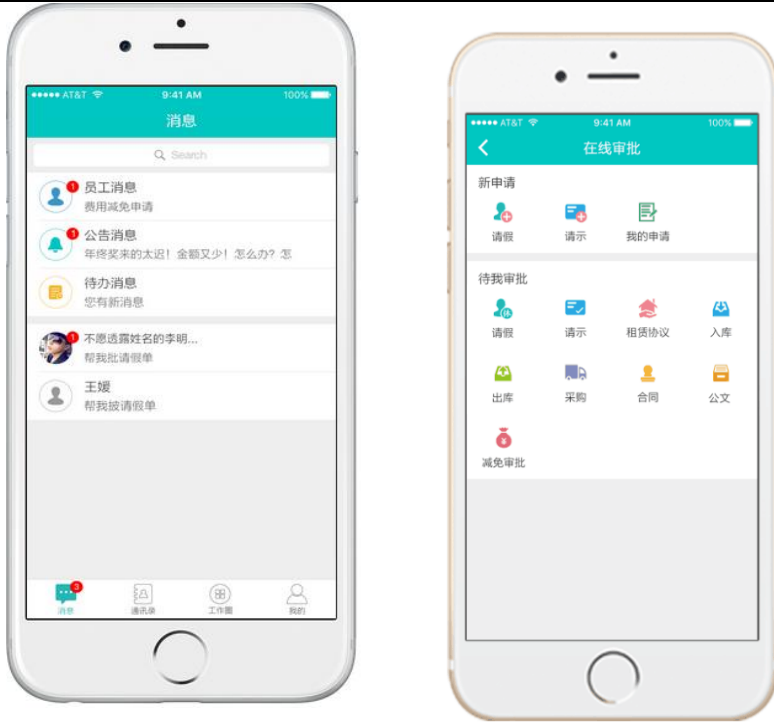 AT&T 9:41 AM 100%
消息
Search
1
员工消息
费用减免申请
1
公告消息
年终奖来的太迟！金额又少！怎么办？怎
待办消息
您有新消息
1
不愿透露姓名的李明...
帮我批请假单
王媛
帮我披请假单
3
消息 通讯录 工作圈 我的
AT&T 9:41 AM 100%
在线审批
新申请
请假 请示 我的申请
待我审批
请假 请示 租赁协议 入库
出库 采购 合同 公文
减免审批